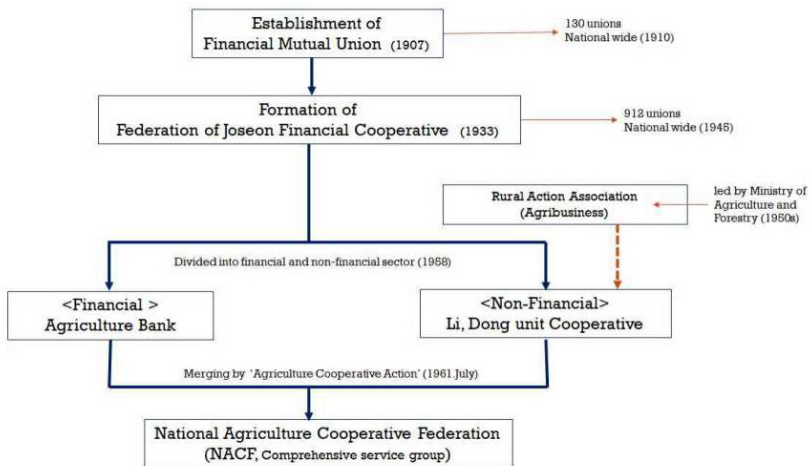 Establishment of
Financial Mutual Union (1907)
130 unions
National wide (1910)
Formation of
Federation of Joseon Financial Cooperative (1933)
912 unions
National wide (1945)
Rural Action Association
(Agribusiness)
led by Ministry of
Agriculture and
Forestry (1950s)
Divided into financial and non-financial sector (1958)
<Financial >
Agriculture Bank
<Non-Financial>
Li, Dong unit Cooperative
Merging by 'Agriculture Cooperative Action' (1961.July)
National Agriculture Cooperative Federation
(NACF, Comprehensive service group)